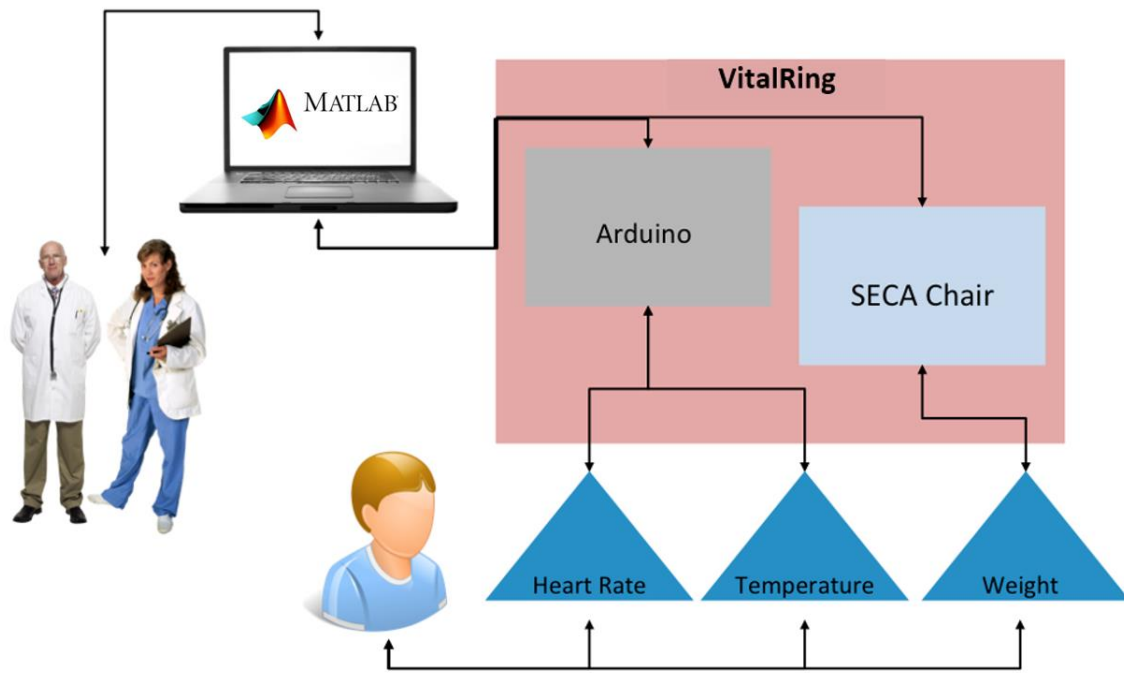 MATLAB
VitalRing
Arduino
SECA Chair
Heart Rate
Temperature
Weight